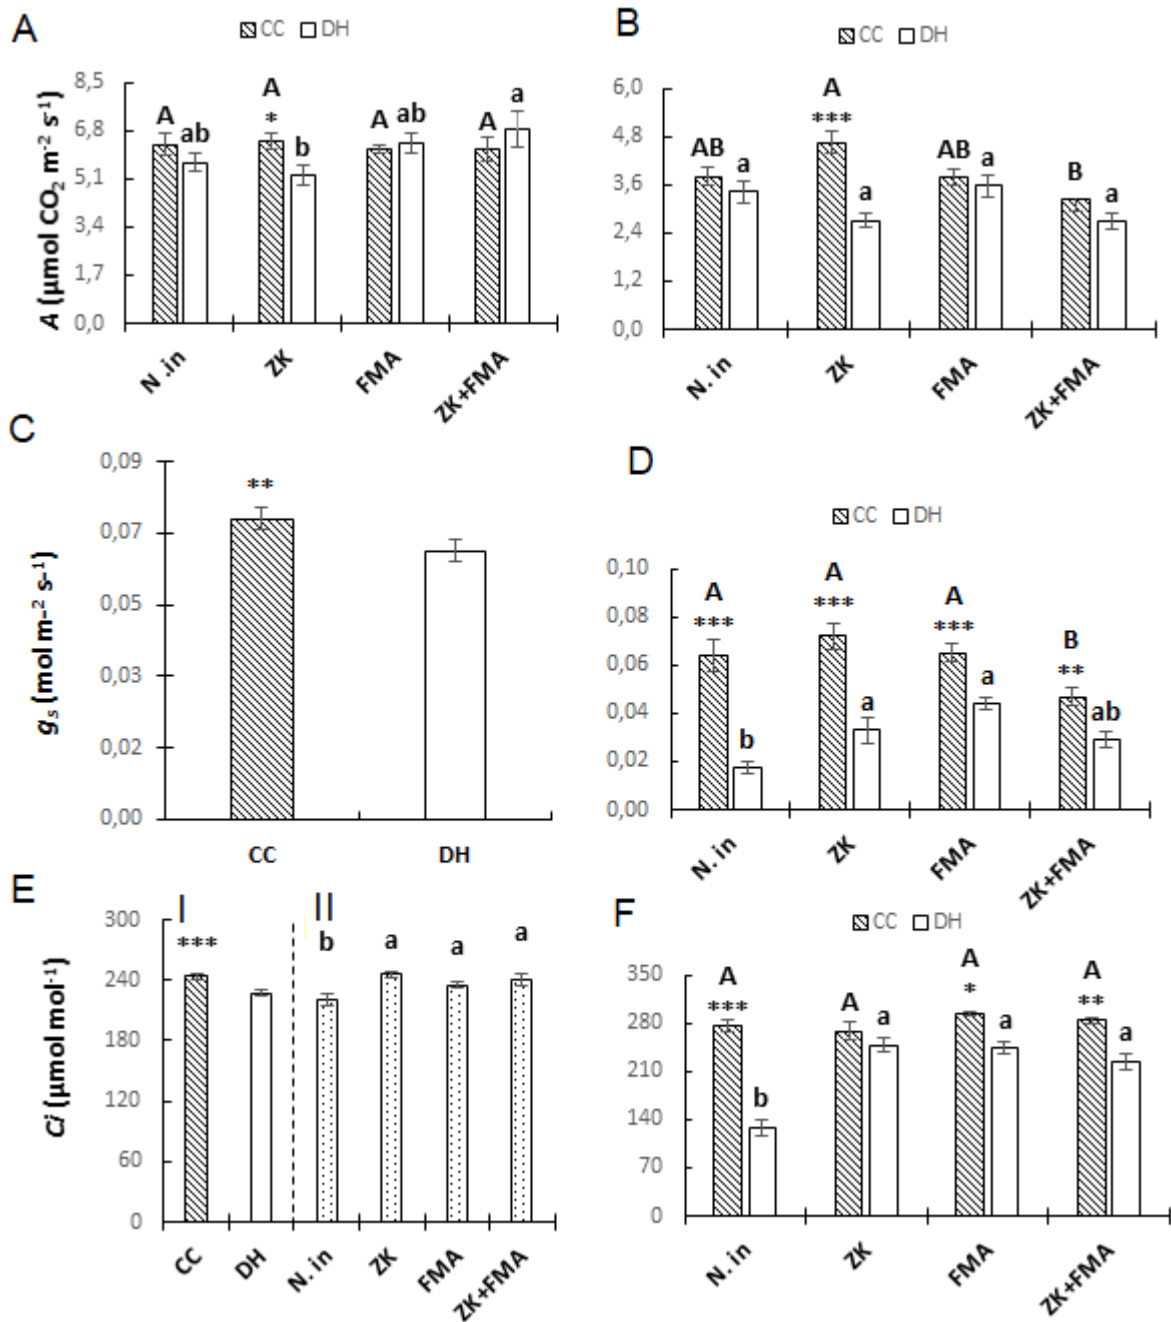 A
CC DH
A (µmol CO₂ m⁻² s⁻¹)
8,5
6,8
5,1
3,4
1,7
0,0
A ab
A * b
A ab
A a
N .in ZK FMA ZK+FMA
B
CC DH
6,0
4,8
3,6
2,4
1,2
0,0
AB a
A *** a
AB a
B a
N. in ZK FMA ZK+FMA
C
gs (mol m⁻² s⁻¹)
0,09
0,07
0,05
0,03
0,02
0,00
**
CC DH
D
CC DH
0,10
0,08
0,06
0,04
0,02
0,00
A *** b
A *** a
A *** a
B ** ab
N. in ZK FMA ZK+FMA
E
Ci (µmol mol⁻¹)
300
240
180
120
60
0
I II
*** b a a a
CC DH N. in ZK FMA ZK+FMA
F
CC DH
350
280
210
140
70
0
A *** b
A a
A * a
A ** a
N. in ZK FMA ZK+FMA